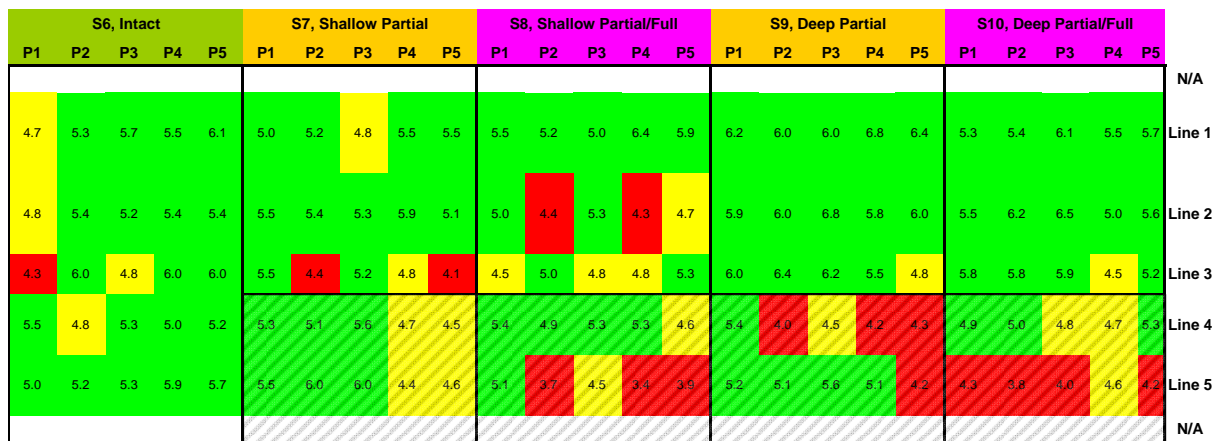 S6, Intact S7, Shallow Partial S8, Shallow Partial/Full S9, Deep Partial S10, Deep Partial/Full
P1 P2 P3 P4 P5 P1 P2 P3 P4 P5 P1 P2 P3 P4 P5 P1 P2 P3 P4 P5 P1 P2 P3 P4 P5
N/A
4.7 5.3 5.7 5.5 6.1 5.0 5.2 4.8 5.5 5.5 5.5 5.2 5.0 6.4 5.9 6.2 6.0 6.0 6.8 6.4 5.3 5.4 6.1 5.5 5.7 Line 1
4.8 5.4 5.2 5.4 5.4 5.5 5.4 5.3 5.9 5.1 5.0 4.4 5.3 4.3 4.7 5.9 6.0 6.8 5.8 6.0 5.5 6.2 6.5 5.0 5.6 Line 2
4.3 6.0 4.8 6.0 6.0 5.5 4.4 5.2 4.8 4.1 4.5 5.0 4.8 4.8 5.3 6.0 6.4 6.2 5.5 4.8 5.8 5.8 5.9 4.5 5.2 Line 3
5.5 4.8 5.3 5.0 5.2 5.3 5.1 5.6 4.7 4.5 5.4 4.9 5.3 5.3 4.6 5.4 4.0 4.5 4.2 4.3 4.9 5.0 4.8 4.7 5.3 Line 4
5.0 5.2 5.3 5.9 5.7 5.5 6.0 6.0 4.4 4.6 5.1 3.7 4.5 3.4 3.9 5.2 5.1 5.6 5.1 4.2 4.3 3.8 4.0 4.6 4.2 Line 5
N/A